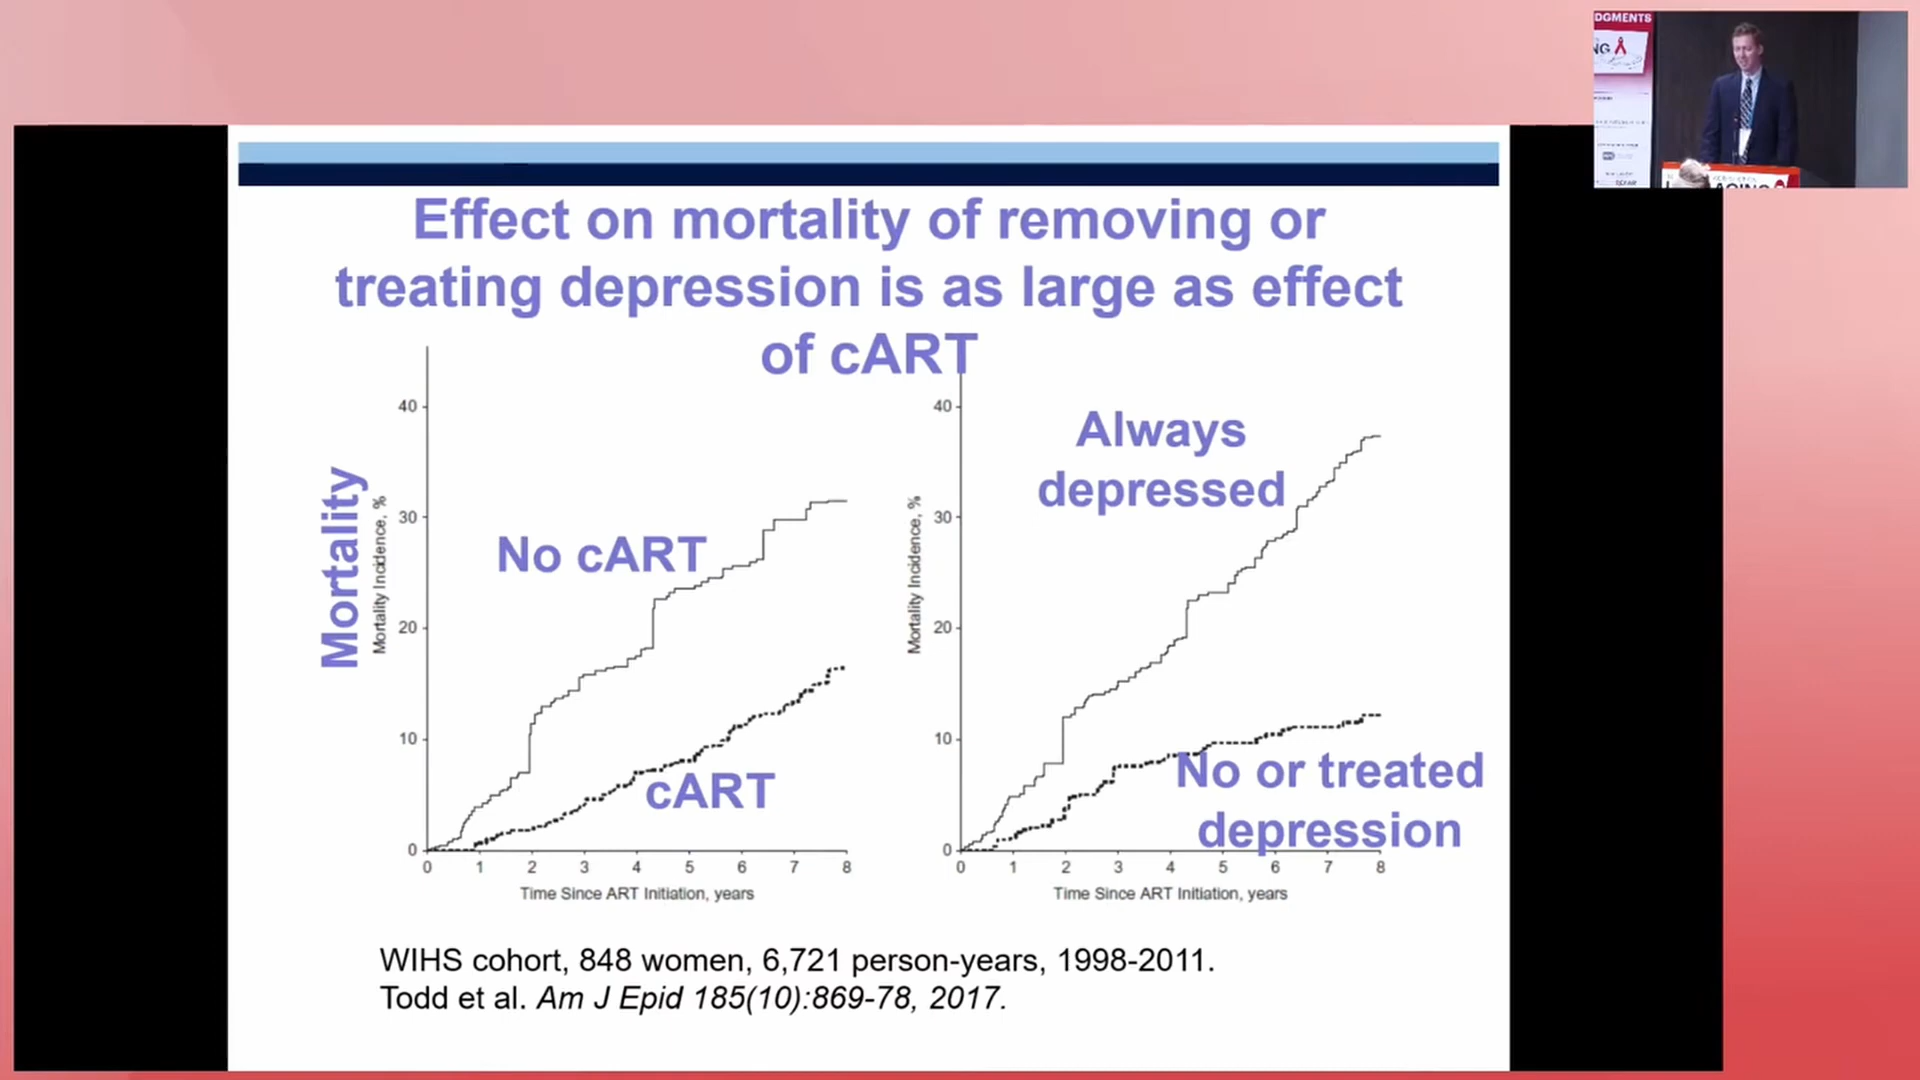 DGMENTS
NG
AGING
Effect on mortality of removing or
treating depression is as large as effect
of cART
Mortality
Mortality Incidence, %
40
30
20
10
0
No cART
cART
0 1 2 3 4 5 6 7 8
Time Since ART Initiation, years
Mortality Incidence, %
40
30
20
10
0
Always
depressed
No or treated
depression
0 1 2 3 4 5 6 7 8
Time Since ART Initiation, years
WIHS cohort, 848 women, 6,721 person-years, 1998-2011.
Todd et al. Am J Epid 185(10):869-78, 2017.